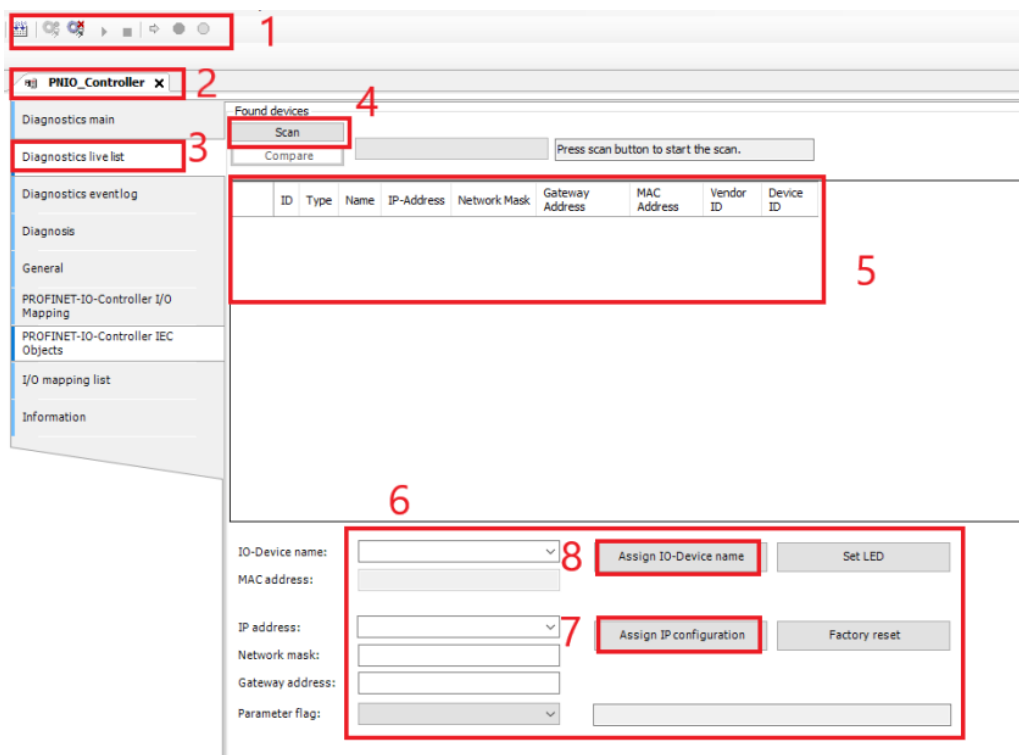 1
PNIO_Controller x
2
Diagnostics main
Diagnostics live list
3
Diagnostics eventlog
Diagnosis
General
PROFINET-IO-Controller I/O
Mapping
PROFINET-IO-Controller IEC
Objects
I/O mapping list
Information
Found devices
4
Scan
Compare
Press scan button to start the scan.
ID Type Name IP-Address Network Mask Gateway Address MAC Address Vendor ID Device ID
5
6
IO-Device name:
8
Assign IO-Device name
Set LED
MAC address:
IP address:
7
Assign IP configuration
Factory reset
Network mask:
Gateway address:
Parameter flag: